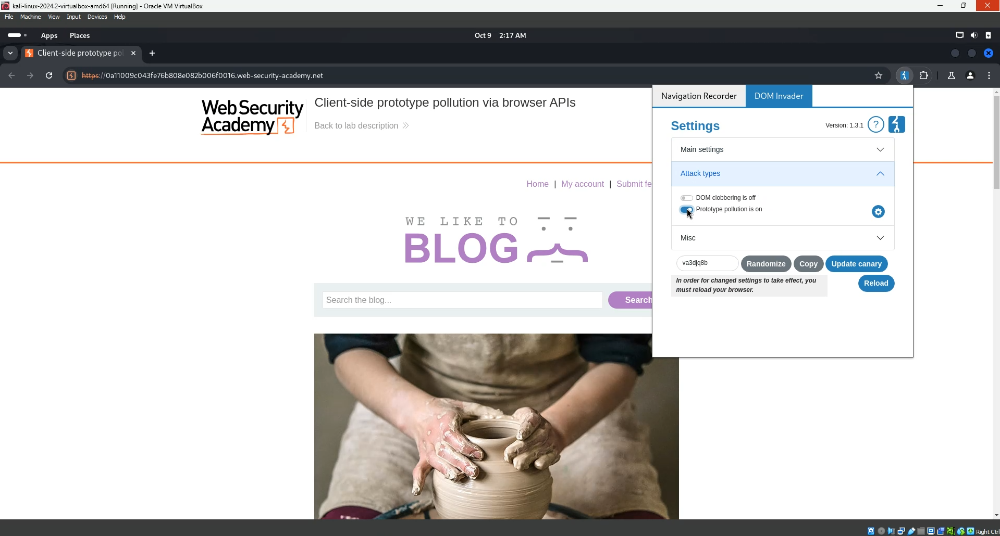 kali-linux-2024.2-virtualbox-amd64 [Running] - Oracle VM VirtualBox
File Machine View Input Devices Help
Apps Places Oct 9 2:17 AM
Client-side prototype pol
https://0a11009c043fe76b808e082b006f0016.web-security-academy.net
Navigation Recorder DOM Invader
Web Security
Academy
Client-side prototype pollution via browser APIs
Back to lab description
Settings
Version: 1.3.1 ?
Main settings
Attack types
DOM clobbering is off
Prototype pollution is on
Misc
va3djq8b Randomize Copy Update canary
In order for changed settings to take effect, you
must reload your browser.
Reload
Home | My account | Submit fe
WE LIKE TO
BLOG
Search the blog... Search
Right Ctrl